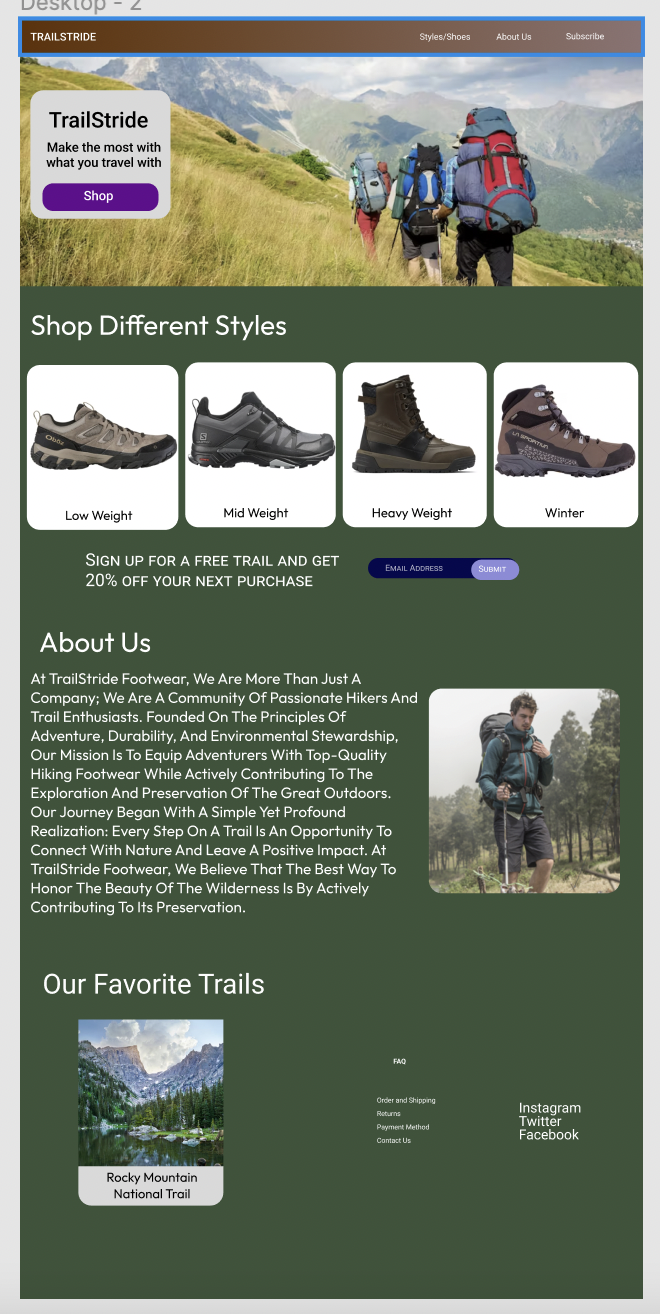 Desktop - 2
TRAILSTRIDE
Styles/Shoes
About Us
Subscribe
TrailStride
Make the most with
what you travel with
Shop
Shop Different Styles
Low Weight
Mid Weight
Heavy Weight
Winter
Sign up for a free trail and get
20% off your next purchase
Email Address
Submit
About Us
At TrailStride Footwear, We Are More Than Just A
Company; We Are A Community Of Passionate Hikers And
Trail Enthusiasts. Founded On The Principles Of
Adventure, Durability, And Environmental Stewardship,
Our Mission Is To Equip Adventurers With Top-Quality
Hiking Footwear While Actively Contributing To The
Exploration And Preservation Of The Great Outdoors.
Our Journey Began With A Simple Yet Profound
Realization: Every Step On A Trail Is An Opportunity To
Connect With Nature And Leave A Positive Impact. At
TrailStride Footwear, We Believe That The Best Way To
Honor The Beauty Of The Wilderness Is By Actively
Contributing To Its Preservation.
Our Favorite Trails
Rocky Mountain
National Trail
FAQ
Order and Shipping
Returns
Payment Method
Contact Us
Instagram
Twitter
Facebook